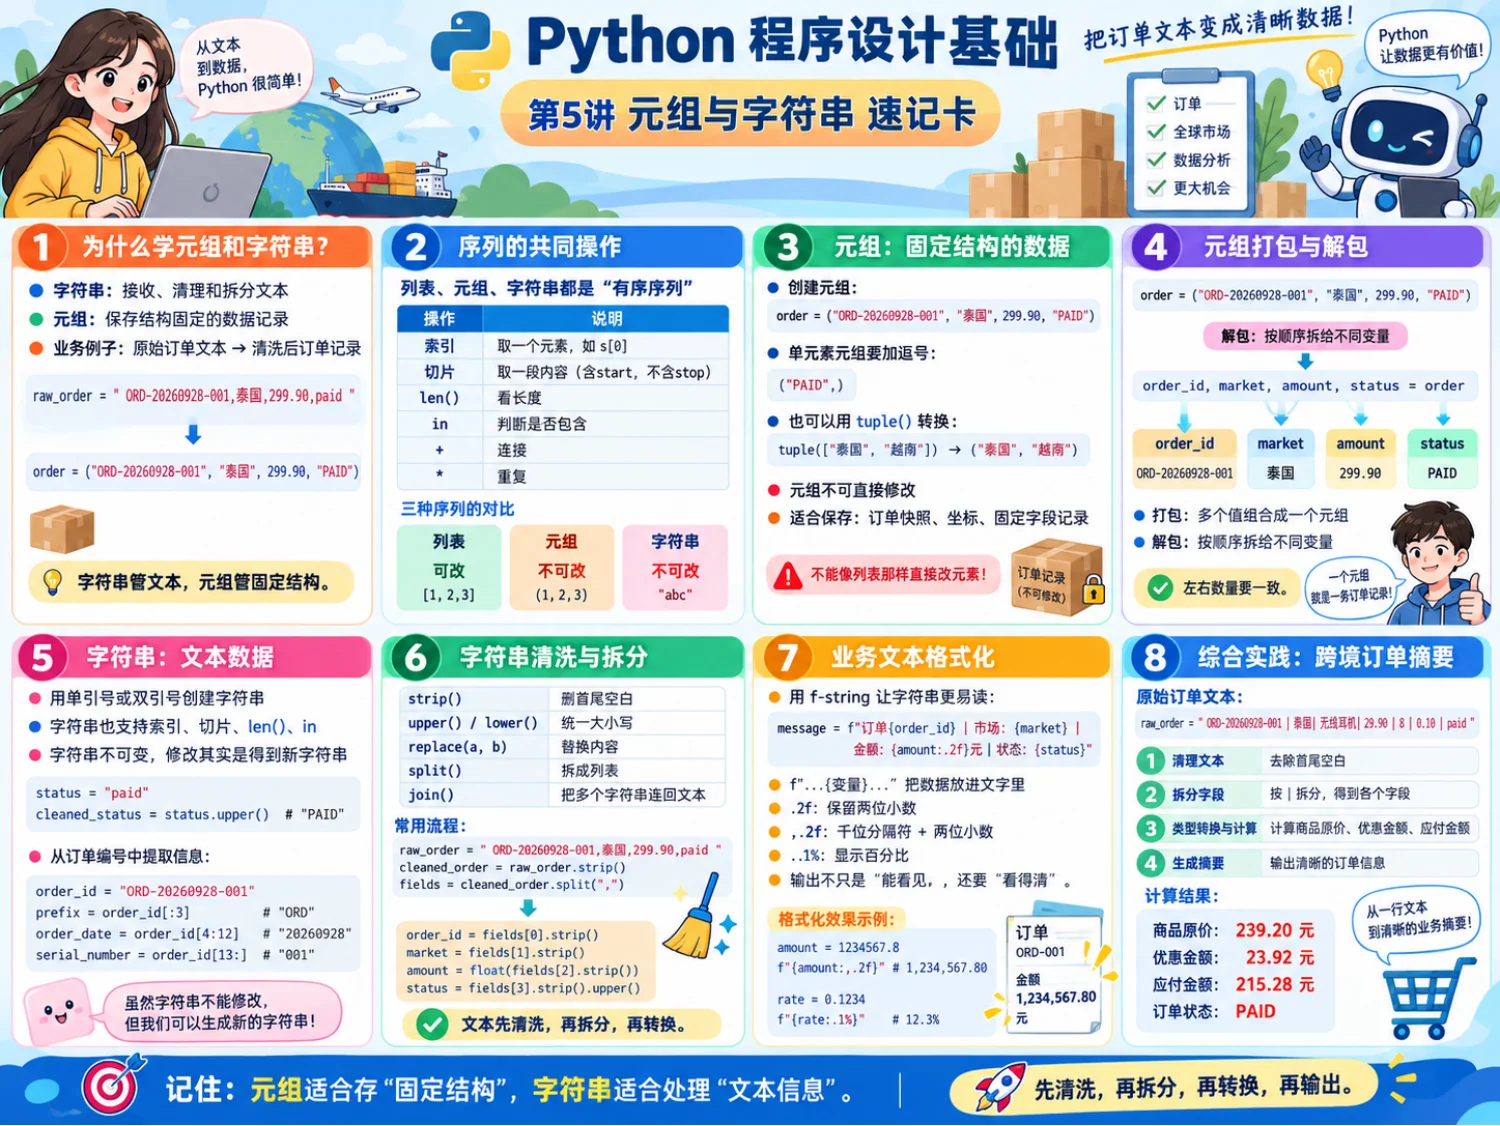 从文本
到数据，
Python 很简单！
Python 程序设计基础
第5讲 元组与字符串 速记卡
把订单文本变成清晰数据！
Python
让数据更有价值！
订单
全球市场
数据分析
更大机会
1 为什么学元组和字符串？
字符串：接收、清理和拆分文本
元组：保存结构固定的数据记录
业务例子：原始订单文本 → 清洗后订单记录
raw_order = " ORD-20260928-001,泰国,299.90,paid "
order = ("ORD-20260928-001", "泰国", 299.90, "PAID")
字符串管文本，元组管固定结构。
2 序列的共同操作
列表、元组、字符串都是“有序序列”
操作 说明
索引 取一个元素，如 s[0]
切片 取一段内容（含start，不含stop）
len() 看长度
in 判断是否包含
+ 连接
* 重复
三种序列的对比
列表 元组 字符串
可改 不可改 不可改
[1,2,3] (1,2,3) "abc"
3 元组：固定结构的数据
创建元组：
order = ("ORD-20260928-001", "泰国", 299.90, "PAID")
单元素元组要加逗号：
("PAID",)
也可以用 tuple() 转换：
tuple(["泰国", "越南"]) → ("泰国", "越南")
元组不可直接修改
适合保存：订单快照、坐标、固定字段记录
不能像列表那样直接改元素！
订单记录
（不可修改）
4 元组打包与解包
order = ("ORD-20260928-001", "泰国", 299.90, "PAID")
解包：按顺序拆给不同变量
order_id, market, amount, status = order
order_id market amount status
ORD-20260928-001 泰国 299.90 PAID
打包：多个值组合成一个元组
解包：按顺序拆给不同变量
左右数量要一致。
一个元组
就是一务订单记录！
5 字符串：文本数据
用单引号或双引号创建字符串
字符串也支持索引、切片、len()、in
字符串不可变，修改其实是得到新字符串
status = "paid"
cleaned_status = status.upper() # "PAID"
从订单编号中提取信息：
order_id = "ORD-20260928-001"
prefix = order_id[:3] # "ORD"
order_date = order_id[4:12] # "20260928"
serial_number = order_id[13:] # "001"
虽然字符串不能修改，
但我们可以生成新的字符串！
6 字符串清洗与拆分
strip() 删首尾空白
upper() / lower() 统一大小写
replace(a, b) 替换内容
split() 拆成列表
join() 把多个字符串连回文本
常用流程：
raw_order = " ORD-20260928-001,泰国,299.90,paid "
cleaned_order = raw_order.strip()
fields = cleaned_order.split(",")
order_id = fields[0].strip()
market = fields[1].strip()
amount = float(fields[2].strip())
status = fields[3].strip().upper()
文本先清洗，再拆分，再转换。
7 业务文本格式化
用 f-string 让字符串更易读：
message = f"订单{order_id} | 市场：{market} |
金额：{amount:.2f}元 | 状态：{status}"
f"...{变量}..." 把数据放进文字里
.2f：保留两位小数
,.2f：千位分隔符 + 两位小数
..1%：显示百分比
输出不只是“能看见，，还要“看得清”。
格式化效果示例：
amount = 1234567.8
f"{amount:,.2f}" # 1,234,567.80
rate = 0.1234
f"{rate:.1%}" # 12.3%
订单
ORD-001
金额
1,234,567.80
元
8 综合实践：跨境订单摘要
原始订单文本：
raw_order = " ORD-20260928-001 | 泰国| 无线耳机| 29.90 | 8 | 0.10 | paid "
1 清理文本 去除首尾空白
2 拆分字段 按 | 拆分，得到各个字段
3 类型转换与计算 计算商品原价、优惠金额、应付金额
4 生成摘要 输出清晰的订单信息
计算结果：
商品原价： 239.20 元
优惠金额： 23.92 元
应付金额： 215.28 元
订单状态： PAID
从一行文本
到清晰的业务摘要！
记住：元组适合存“固定结构”，字符串适合处理“文本信息”。
先清洗，再拆分，再转换，再输出。